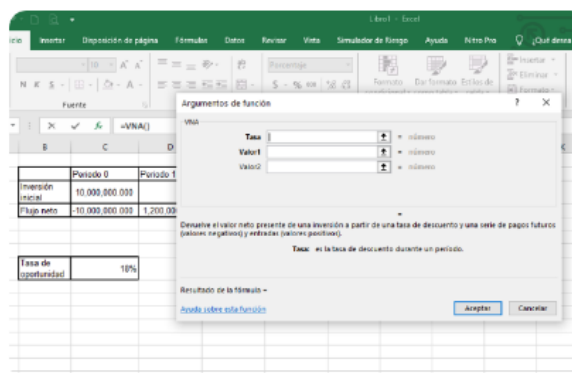 Libro1 - Excel
Insertar Disposición de página Fórmulas Datos Revisar Vista Simulador de Riesgo Ayuda Nitro Pro ¿Qué desea
Porcentaje
Insertar
Eliminar
N K S
Formato Dar formato Estilos de
Fuente
=VNA()
Argumentos de función
? ×
VNA
Tasa = número
Valor1 = número
Valor2 = número
=
Devuelve el valor neto presente de una inversión a partir de una tasa de descuento y una serie de pagos futuros
(valores negativos) y entradas (valores positivos).
Tasa: es la tasa de descuento durante un período.
Resultado de la fórmula =
Ayuda sobre esta función
Aceptar Cancelar
B C D
Periodo 0 Periodo 1
Inversión
inicial 10,000,000,000
Flujo neto -10,000,000,000 1,200,00
Tasa de
oportunidad 18%